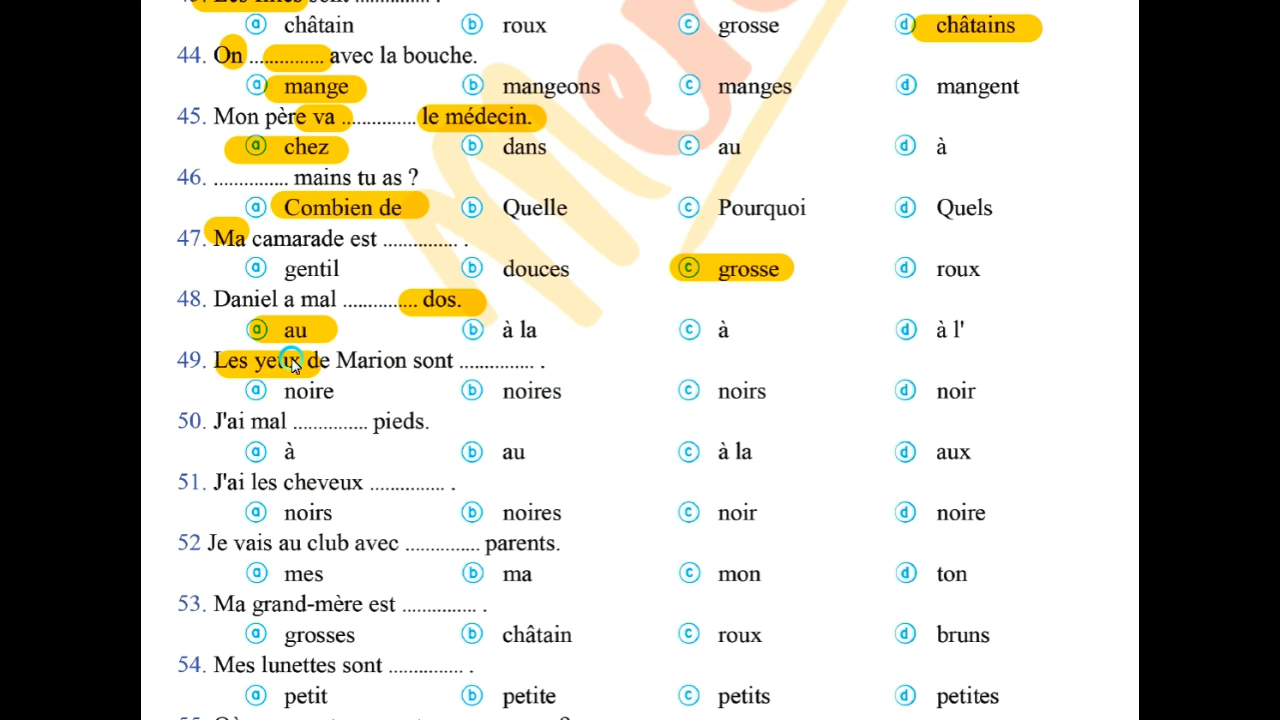 Les filles sont ............ .
a châtain b roux c grosse d châtains
44. On ............... avec la bouche.
a mange b mangeons c manges d mangent
45. Mon père va ............... le médecin.
a chez b dans c au d à
46. ............... mains tu as ?
a Combien de b Quelle c Pourquoi d Quels
47. Ma camarade est ............... .
a gentil b douces c grosse d roux
48. Daniel a mal ............... dos.
a au b à la c à d à l'
49. Les yeux de Marion sont ............... .
a noire b noires c noirs d noir
50. J'ai mal ............... pieds.
a à b au c à la d aux
51. J'ai les cheveux ............... .
a noirs b noires c noir d noire
52 Je vais au club avec ............... parents.
a mes b ma c mon d ton
53. Ma grand-mère est ............... .
a grosses b châtain c roux d bruns
54. Mes lunettes sont ............... .
a petit b petite c petits d petites